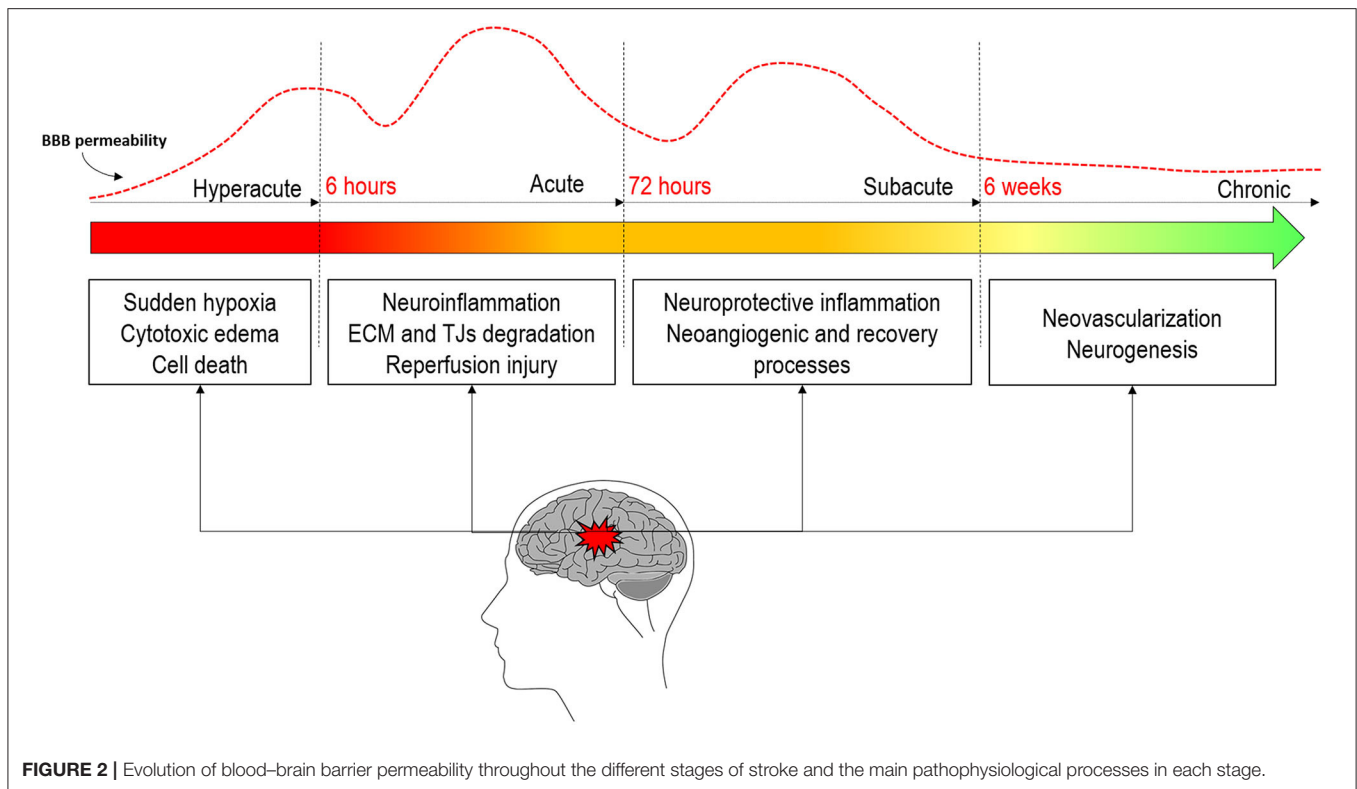 BBB permeability
Hyperacute
6 hours
Acute
72 hours
Subacute
6 weeks
Chronic
Sudden hypoxia
Cytotoxic edema
Cell death
Neuroinflammation
ECM and TJs degradation
Reperfusion injury
Neuroprotective inflammation
Neoangiogenic and recovery
processes
Neovascularization
Neurogenesis
FIGURE 2 | Evolution of blood–brain barrier permeability throughout the different stages of stroke and the main pathophysiological processes in each stage.